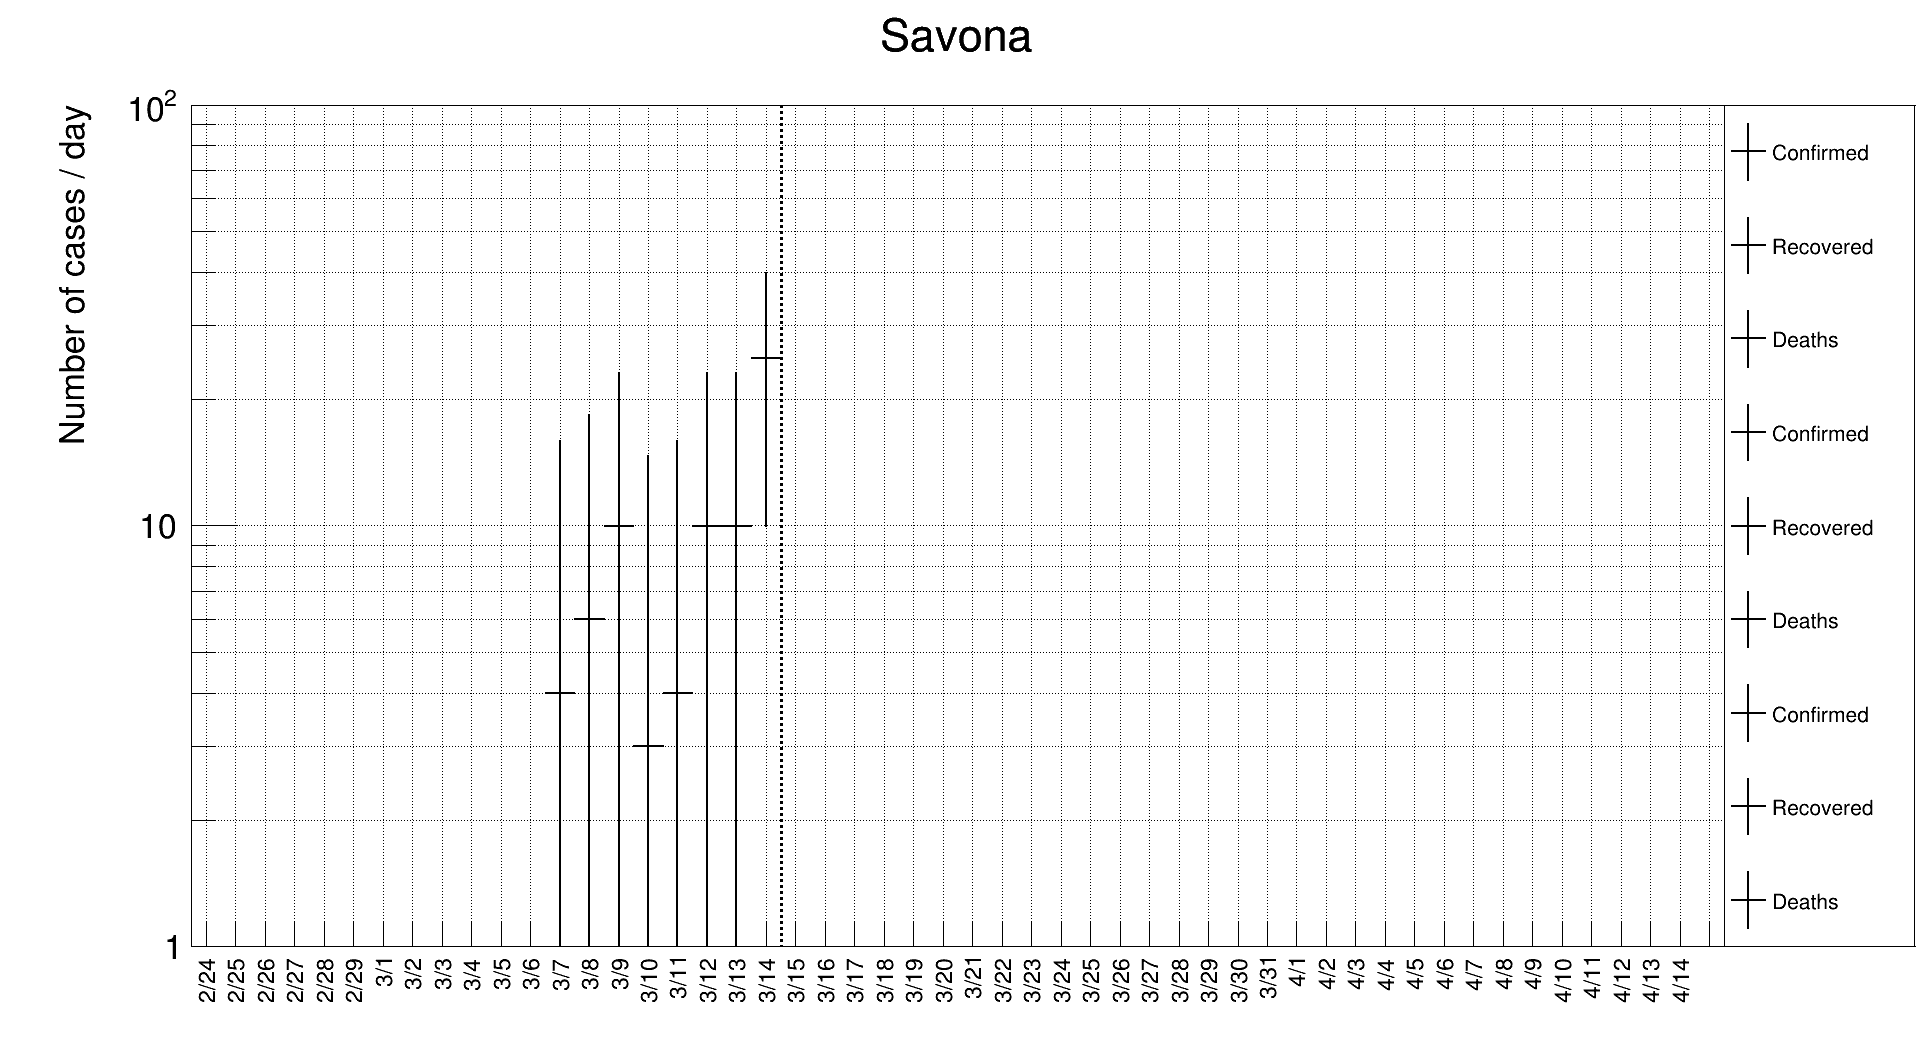 Savona
Number of cases / day
10²
10
1
2/24 2/25 2/26 2/27 2/28 2/29 3/1 3/2 3/3 3/4 3/5 3/6 3/7 3/8 3/9 3/10 3/11 3/12 3/13 3/14 3/15 3/16 3/17 3/18 3/19 3/20 3/21 3/22 3/23 3/24 3/25 3/26 3/27 3/28 3/29 3/30 3/31 4/1 4/2 4/3 4/4 4/5 4/6 4/7 4/8 4/9 4/10 4/11 4/12 4/13 4/14
Confirmed
Recovered
Deaths
Confirmed
Recovered
Deaths
Confirmed
Recovered
Deaths